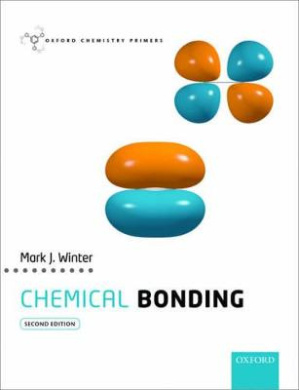 OXFORD CHEMISTRY PRIMERS
Mark J. Winter
CHEMICAL BONDING
SECOND EDITION
OXFORD